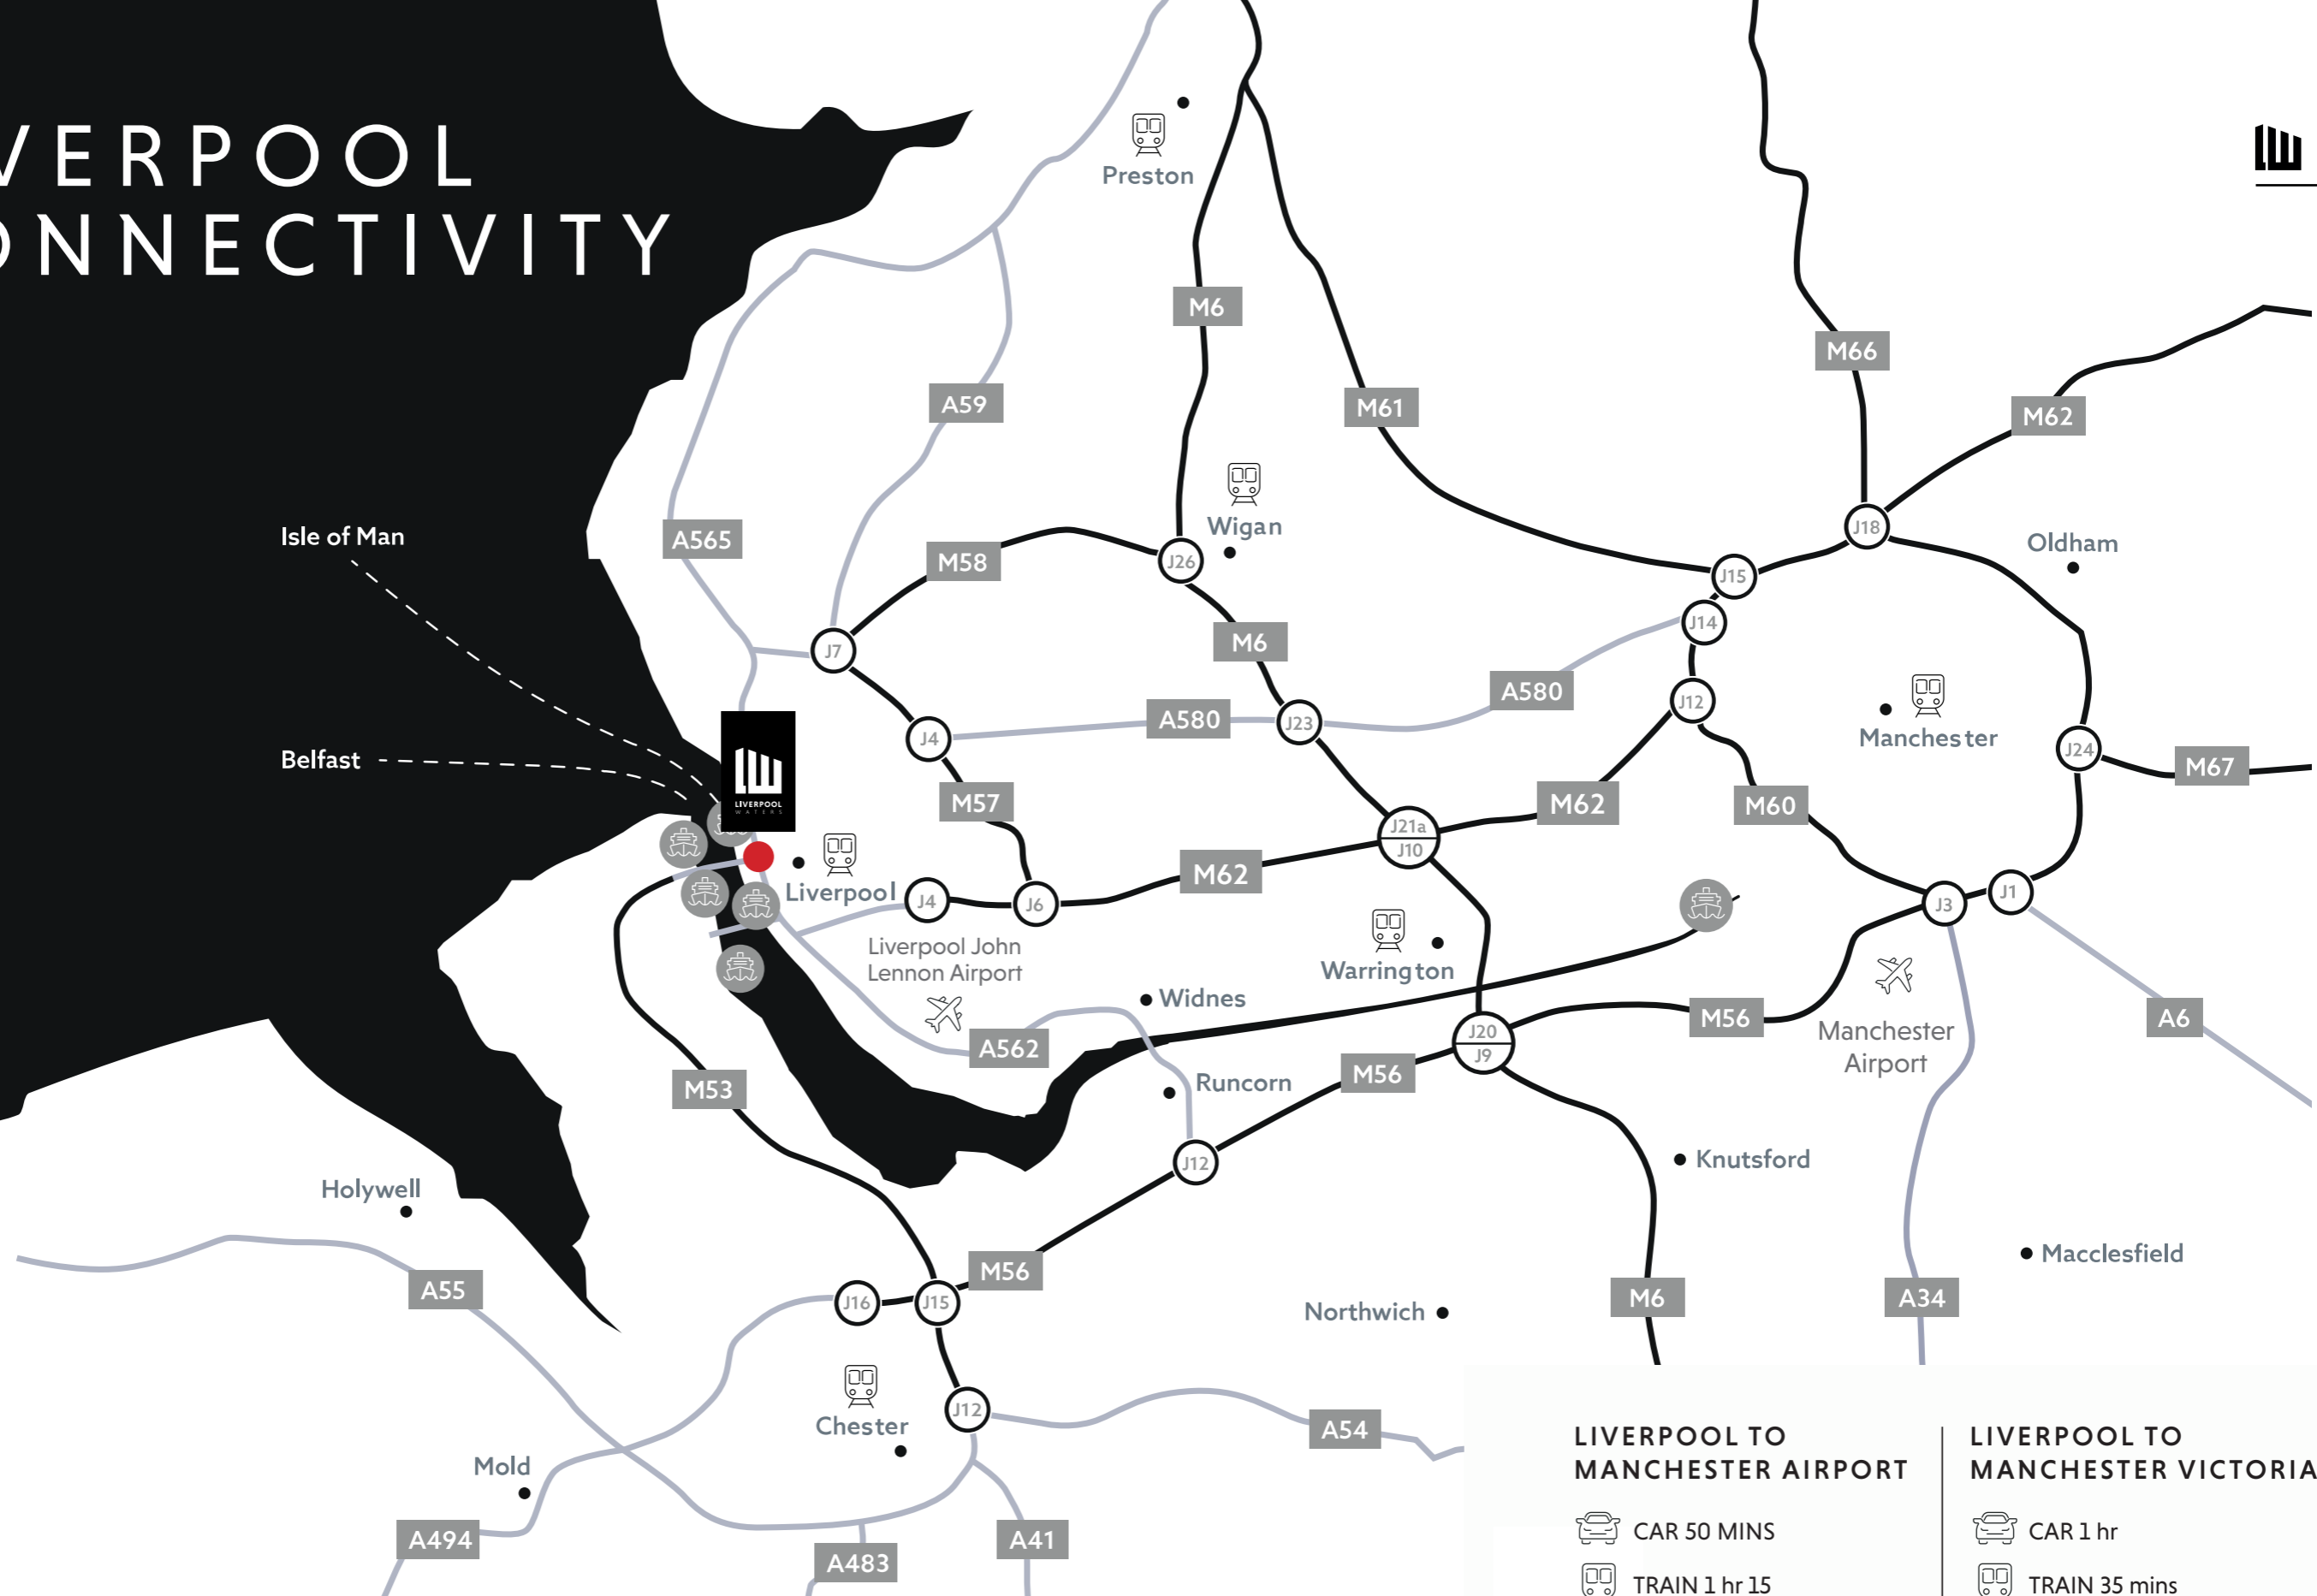 VERPOOL
ONNECTIVITY
Preston
M6
M66
A59
M61
M62
Isle of Man
A565
Wigan
J18
Oldham
M58
J26
J15
J14
M6
J7
A580
J12
A580
J23
J4
Manchester
J24
Belfast
M67
LIVERPOOL
WATERS
M57
M62
M60
J21a
J10
M62
Liverpool
J4
J6
J3
J1
Liverpool John
Lennon Airport
Warrington
Widnes
M56
A6
J20
J9
Manchester
Airport
A562
M56
Runcorn
M53
J12
Knutsford
Holywell
Macclesfield
M56
A55
J16
J15
M6
A34
Northwich
Chester
J12
A54
Mold
A494
A483
A41
LIVERPOOL TO
MANCHESTER AIRPORT
CAR 50 MINS
TRAIN 1 hr 15
LIVERPOOL TO
MANCHESTER VICTORIA
CAR 1 hr
TRAIN 35 mins